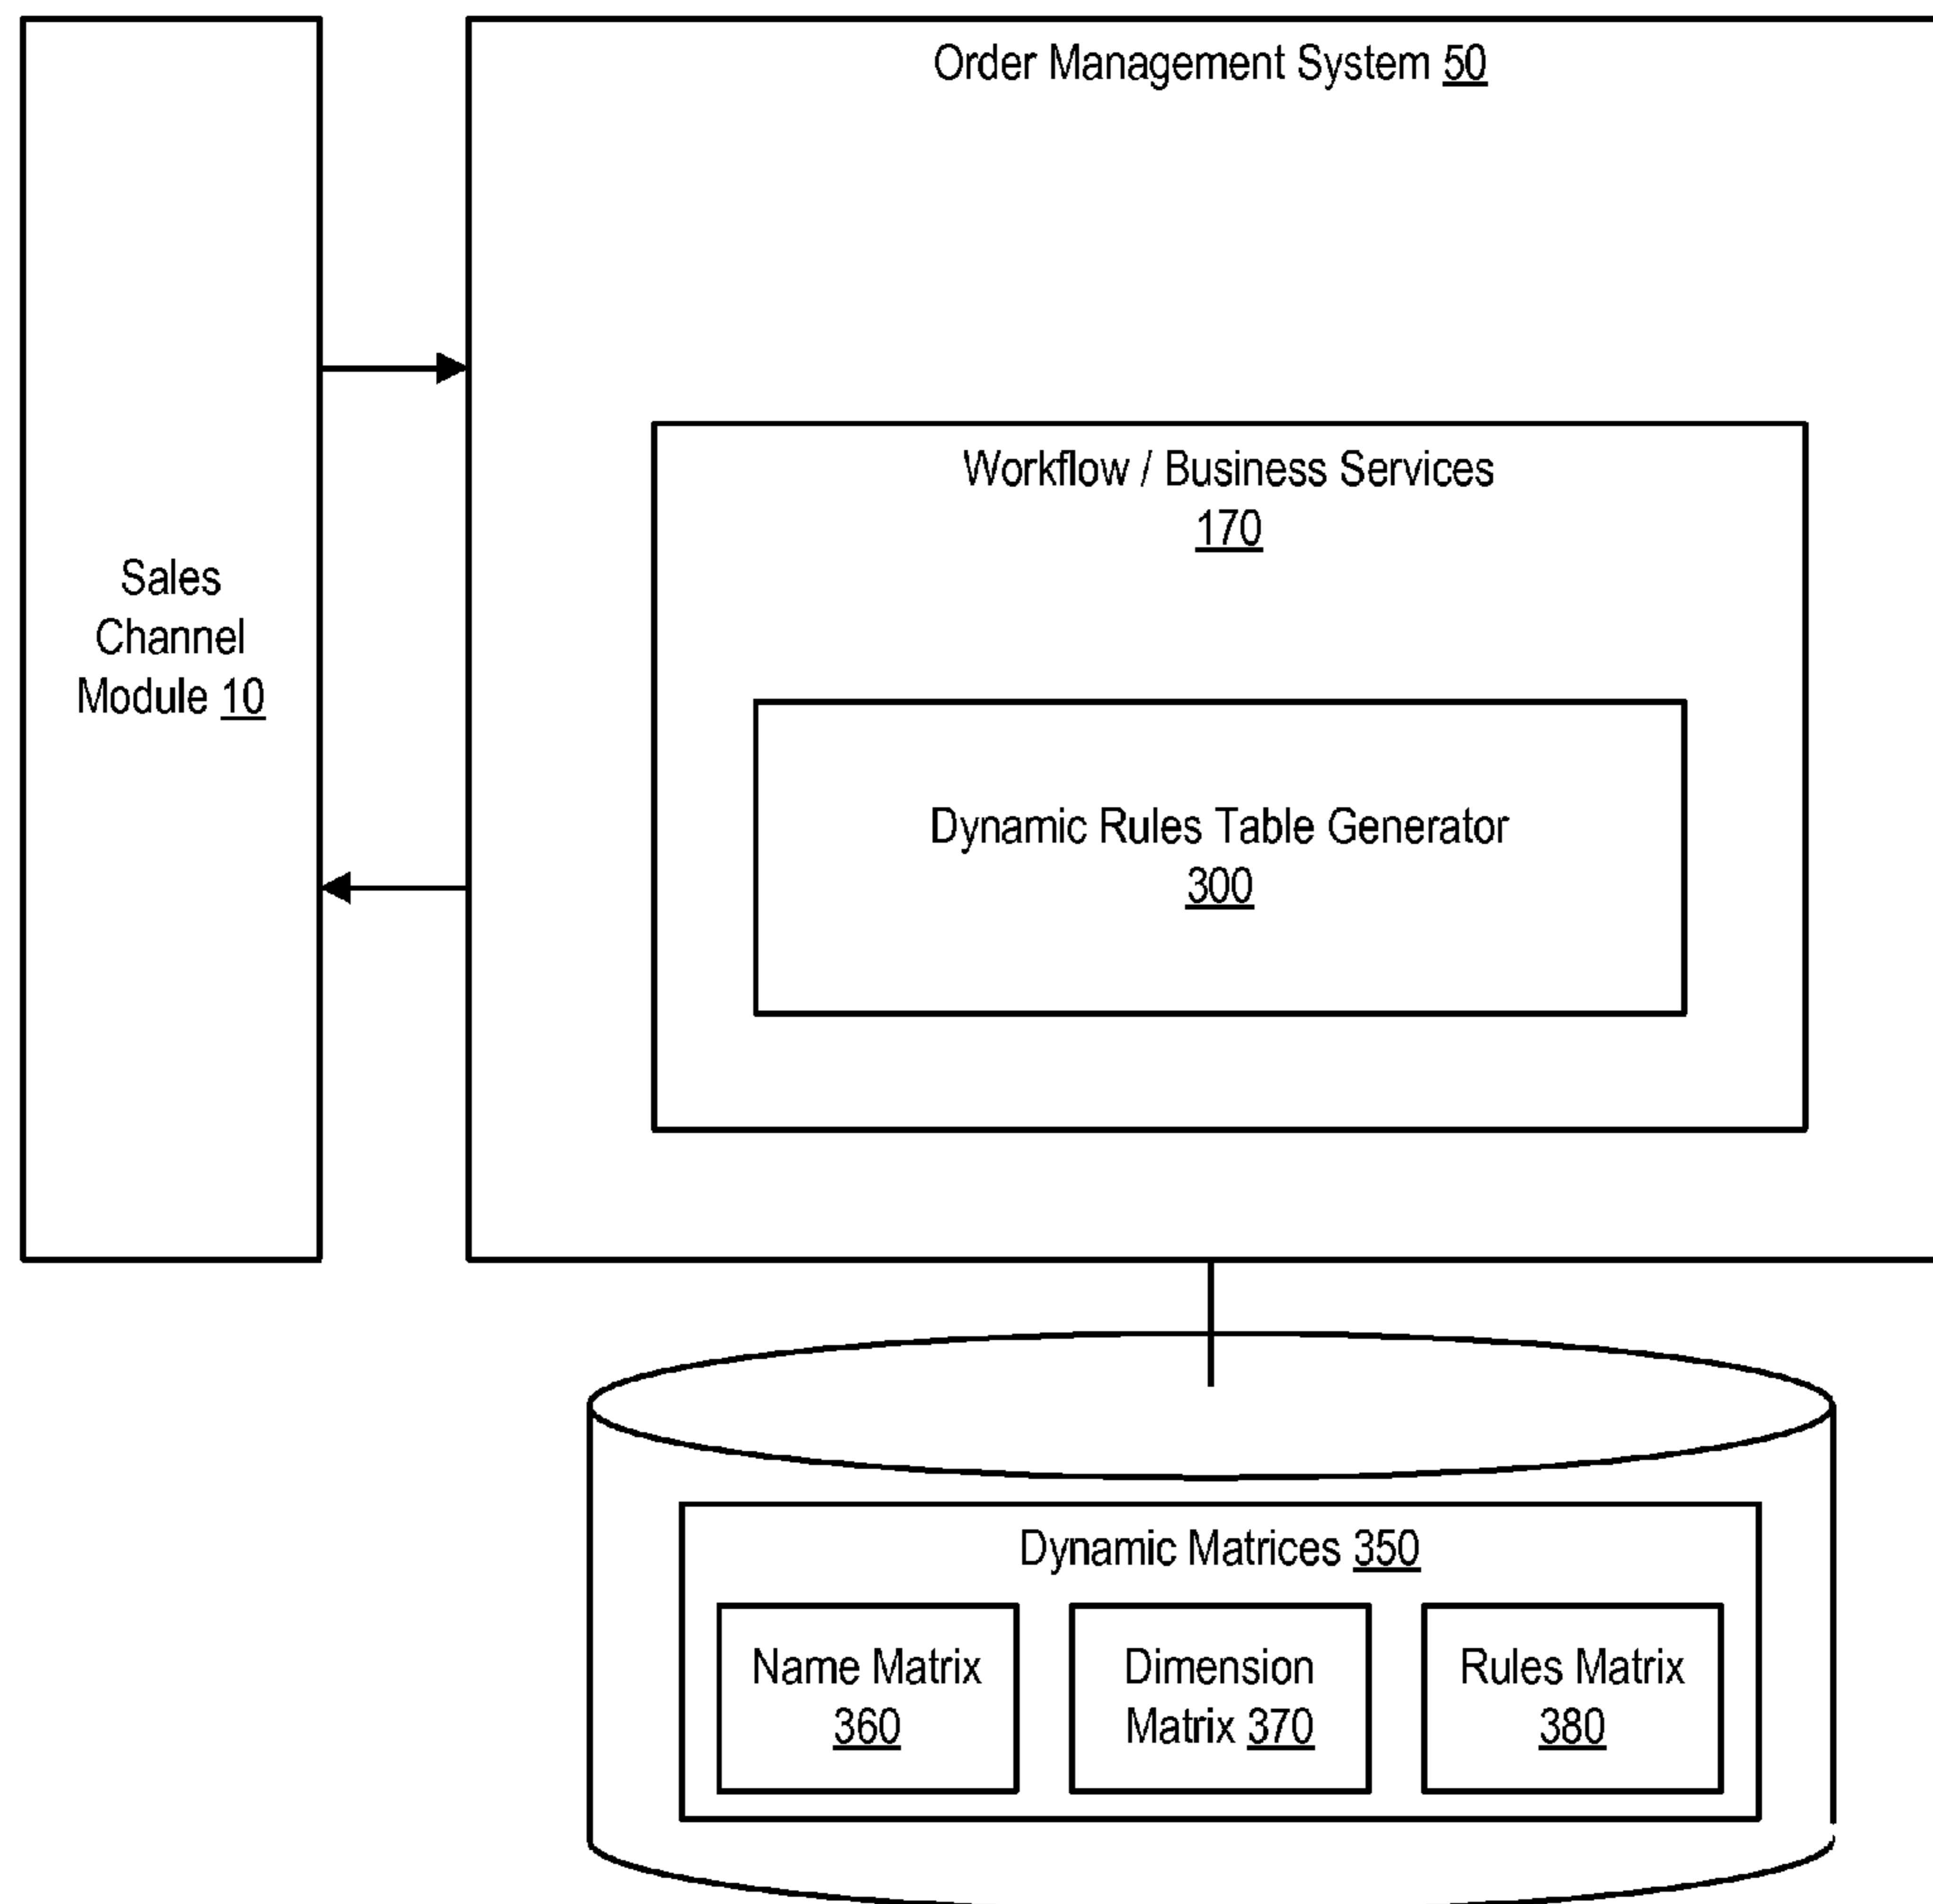 Order Management System 50
Workflow / Business Services
170
Sales
Channel
Module 10
Dynamic Rules Table Generator
300
Dynamic Matrices 350
Name Matrix
360
Dimension
Matrix 370
Rules Matrix
380